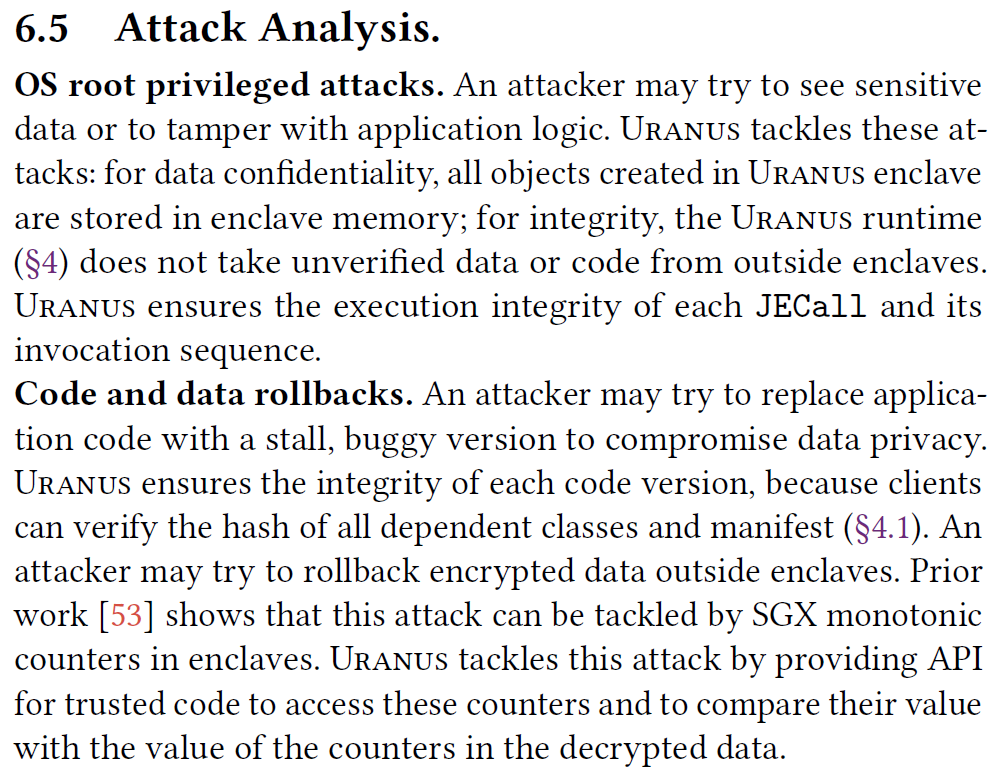 6.5 Attack Analysis.
OS root privileged attacks. An attacker may try to see sensitive
data or to tamper with application logic. URANUS tackles these at-
tacks: for data confidentiality, all objects created in URANUS enclave
are stored in enclave memory; for integrity, the URANUS runtime
(§4) does not take unverified data or code from outside enclaves.
URANUS ensures the execution integrity of each JECall and its
invocation sequence.
Code and data rollbacks. An attacker may try to replace applica-
tion code with a stall, buggy version to compromise data privacy.
URANUS ensures the integrity of each code version, because clients
can verify the hash of all dependent classes and manifest (§4.1). An
attacker may try to rollback encrypted data outside enclaves. Prior
work [53] shows that this attack can be tackled by SGX monotonic
counters in enclaves. URANUS tackles this attack by providing API
for trusted code to access these counters and to compare their value
with the value of the counters in the decrypted data.